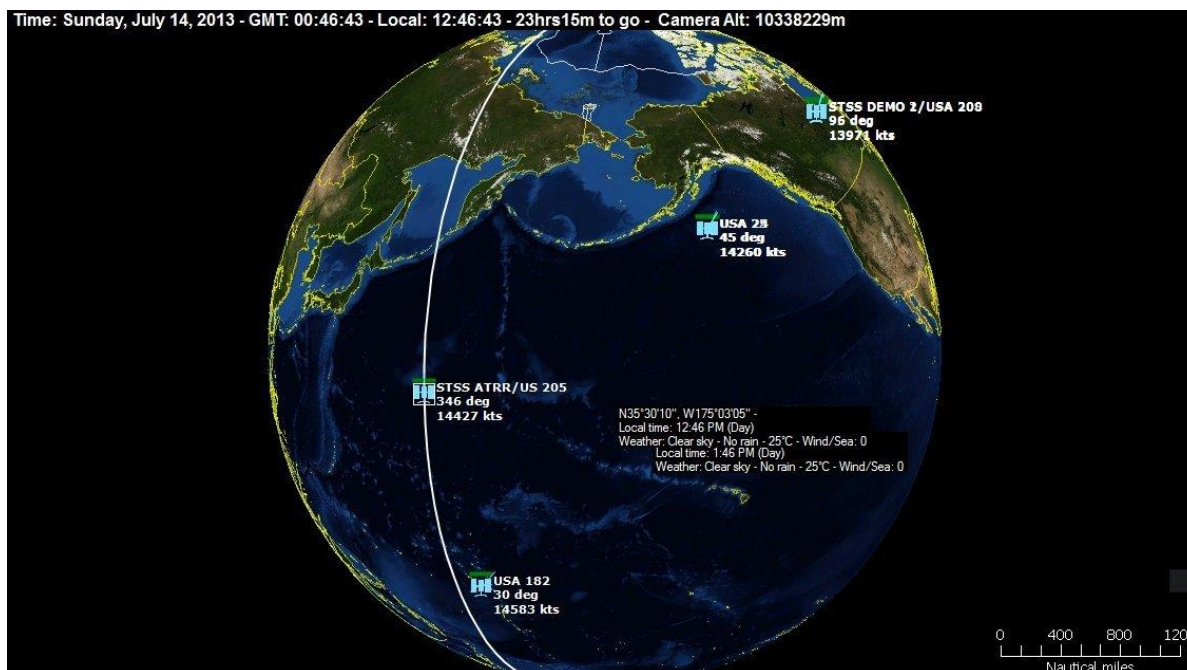 Time: Sunday, July 14, 2013 - GMT: 00:46:43 - Local: 12:46:43 - 23hrs15m to go - Camera Alt: 10338229m
STSS DEMO
96 deg
13971 kts
USA
45 deg
14260 kts
STSS ATRR/US 205
346 deg
14427 kts
N35°30'10", W175°03'05" -
Local time: 12:46 PM (Day)
Weather: Clear sky - No rain - 25°C - Wind/Sea: 0
Local time: 1:46 PM (Day)
Weather: Clear sky - No rain - 25°C - Wind/Sea: 0
USA 182
30 deg
14583 kts
0 400 800 120
Nautical miles